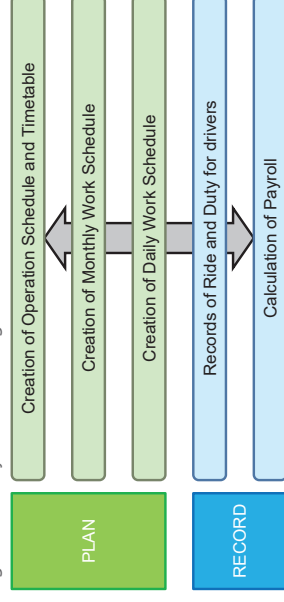 PLAN
Creation of Operation Schedule and Timetable
Creation of Monthly Work Schedule
Creation of Daily Work Schedule
RECORD
Records of Ride and Duty for drivers
Calculation of Payroll